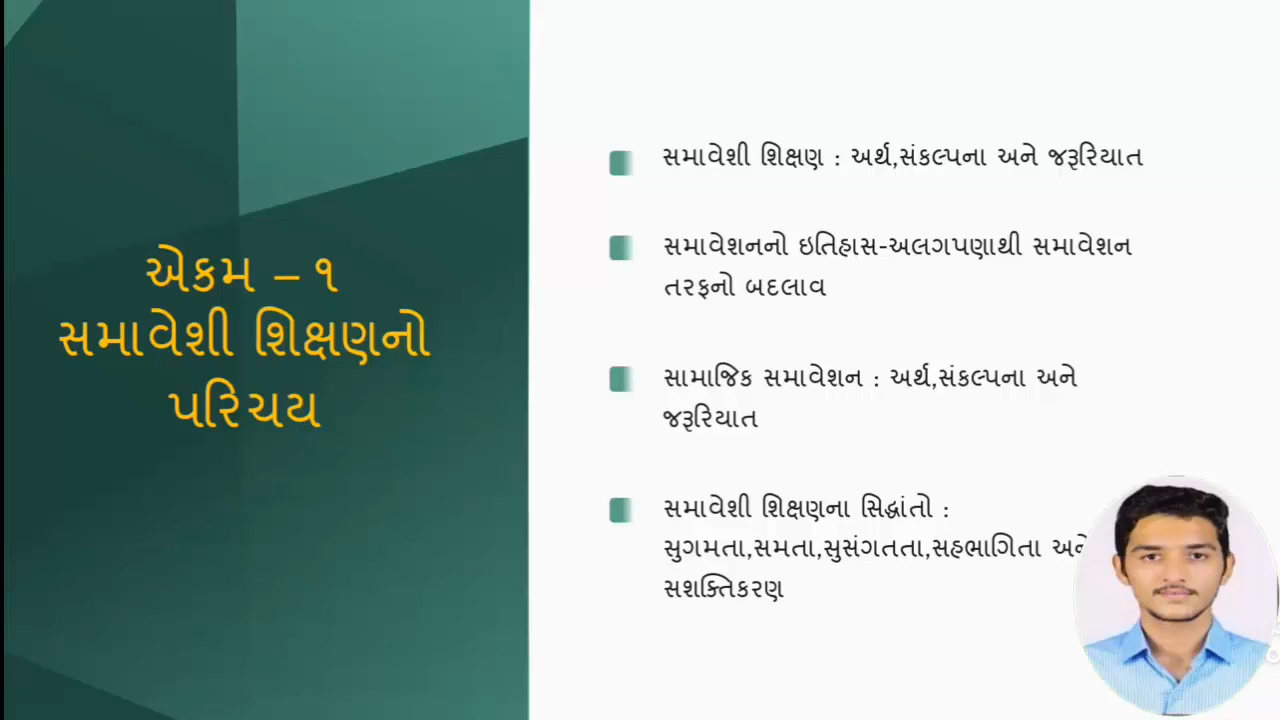 એકમ – ૧
સમાવેશી શિક્ષણનો
પરિચય
સમાવેશી શિક્ષણ : અર્થ,સંકલ્પના અને જરૂરિયાત
સમાવેશનનો ઇતિહાસ-અલગપણાથી સમાવેશન
તરફનો બદલાવ
સામાજિક સમાવેશન : અર્થ,સંકલ્પના અને
જરૂરિયાત
સમાવેશી શિક્ષણના સિદ્ધાંતો :
સુગમતા,સમતા,સુસંગતતા,સહભાગિતા અને
સશક્તિકરણ